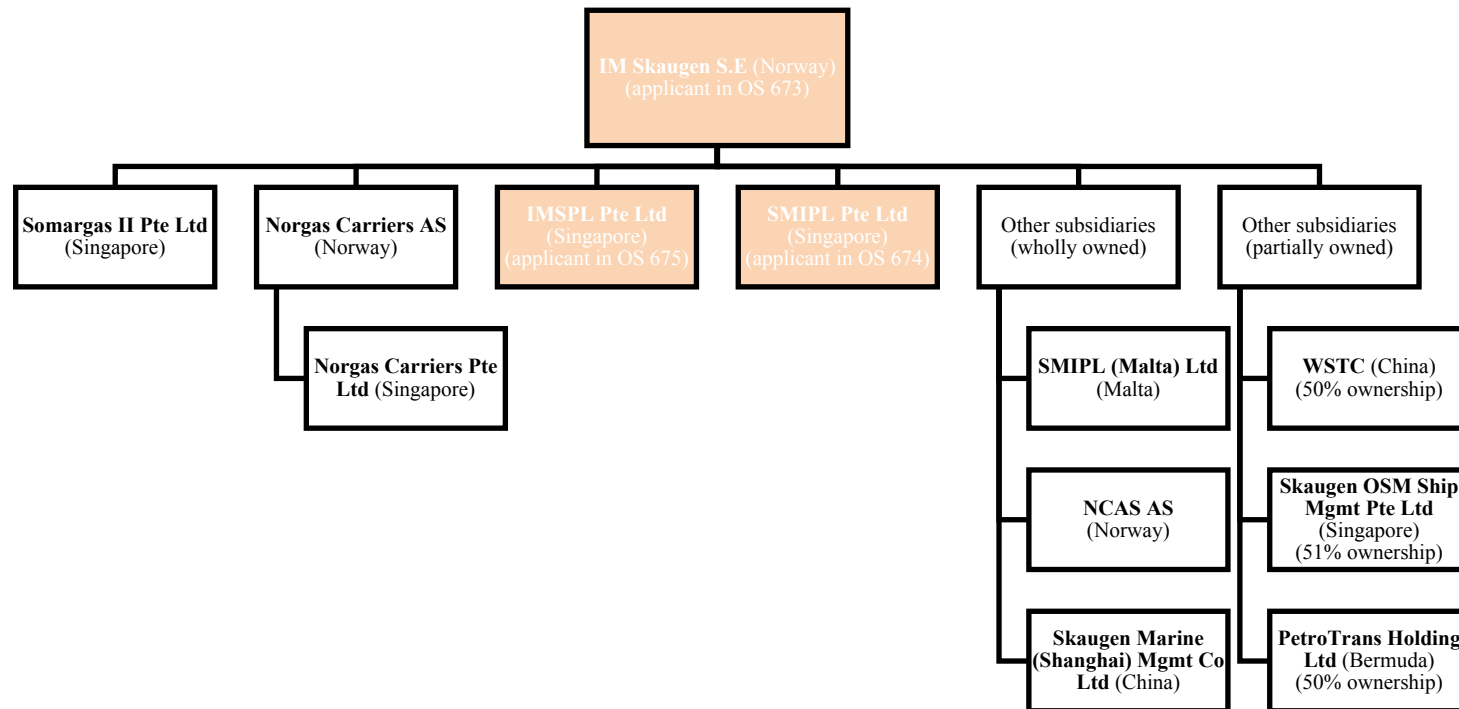 IM Skaugen S.E (Norway)
(applicant in OS 673)
Somargas II Pte Ltd
(Singapore)
Norgas Carriers AS
(Norway)
IMSPL Pte Ltd
(Singapore)
(applicant in OS 675)
SMIPL Pte Ltd
(Singapore)
(applicant in OS 674)
Other subsidiaries
(wholly owned)
Other subsidiaries
(partially owned)
Norgas Carriers Pte
Ltd (Singapore)
SMIPL (Malta) Ltd
(Malta)
WSTC (China)
(50% ownership)
NCAS AS
(Norway)
Skaugen OSM Ship
Mgmt Pte Ltd
(Singapore)
(51% ownership)
Skaugen Marine
(Shanghai) Mgmt Co
Ltd (China)
PetroTrans Holding
Ltd (Bermuda)
(50% ownership)